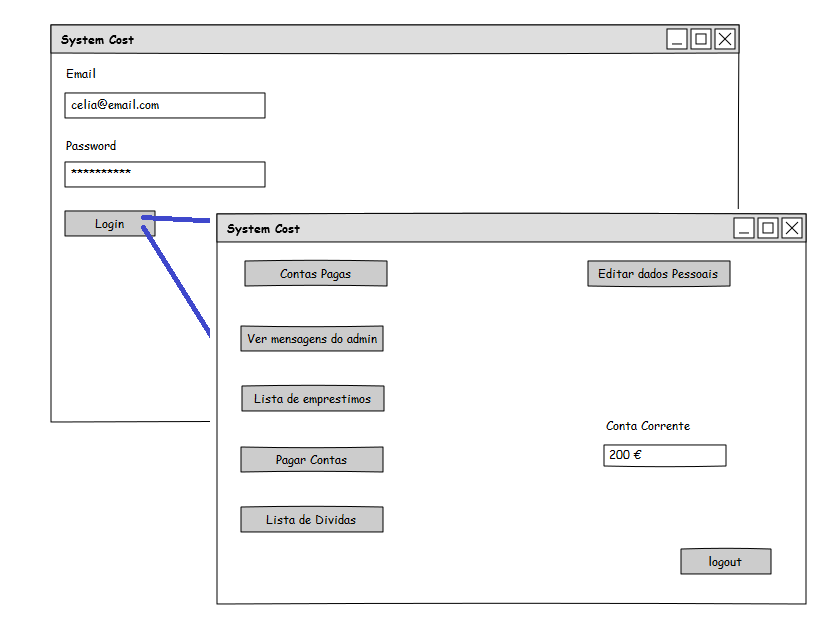 System Cost
Email
celia@email.com
Password
**********
Login
System Cost
Contas Pagas
Editar dados Pessoais
Ver mensagens do admin
Lista de emprestimos
Conta Corrente
200 €
Pagar Contas
Lista de Dividas
logout